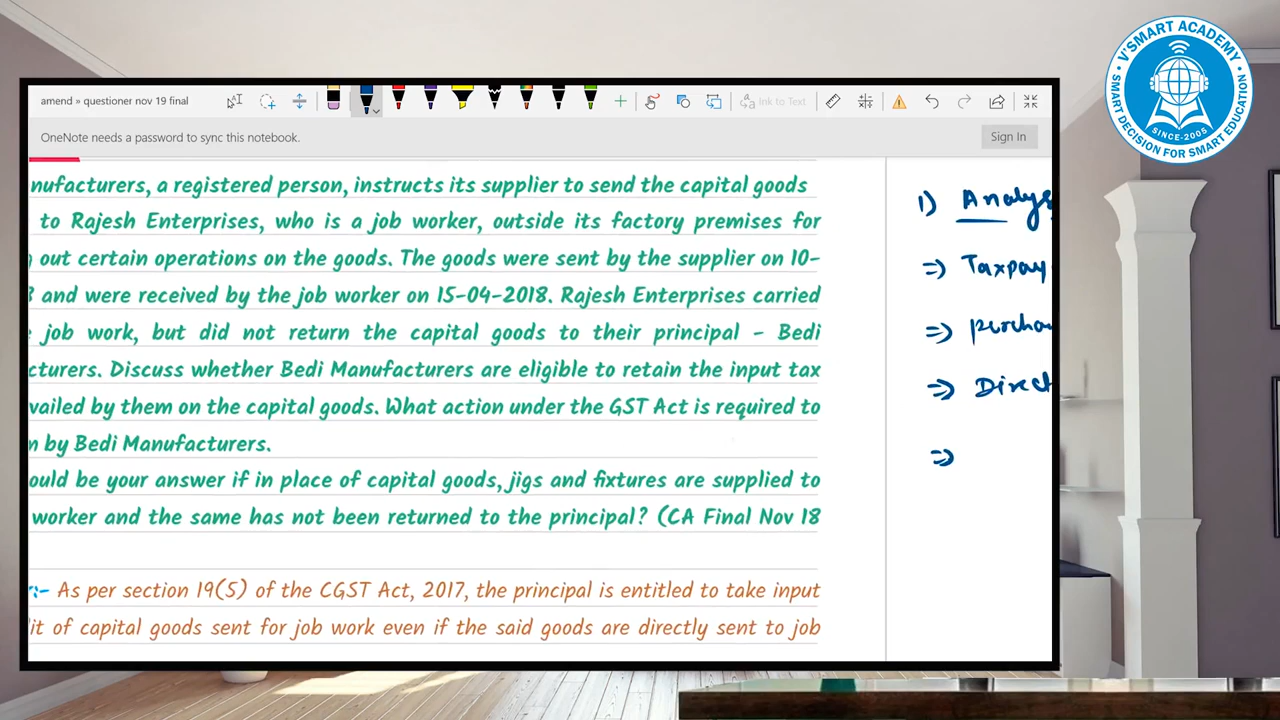 amend » questioner nov 19 final
Ink to Text
OneNote needs a password to sync this notebook.
Sign In
nufacturers, a registered person, instructs its supplier to send the capital goods
to Rajesh Enterprises, who is a job worker, outside its factory premises for
out certain operations on the goods. The goods were sent by the supplier on 10-
and were received by the job worker on 15-04-2018. Rajesh Enterprises carried
job work, but did not return the capital goods to their principal - Bedi
cturers. Discuss whether Bedi Manufacturers are eligible to retain the input tax
vailed by them on the capital goods. What action under the GST Act is required to
n by Bedi Manufacturers.
ould be your answer if in place of capital goods, jigs and fixtures are supplied to
worker and the same has not been returned to the principal? (CA Final Nov 18
:- As per section 19(5) of the CGST Act, 2017, the principal is entitled to take input
it of capital goods sent for job work even if the said goods are directly sent to job
1) Analys
=> Taxpay
=> purcha
=> Direct
=>
V'SMART ACADEMY
SINCE-2005
SMART DECISION FOR SMART EDUCATION